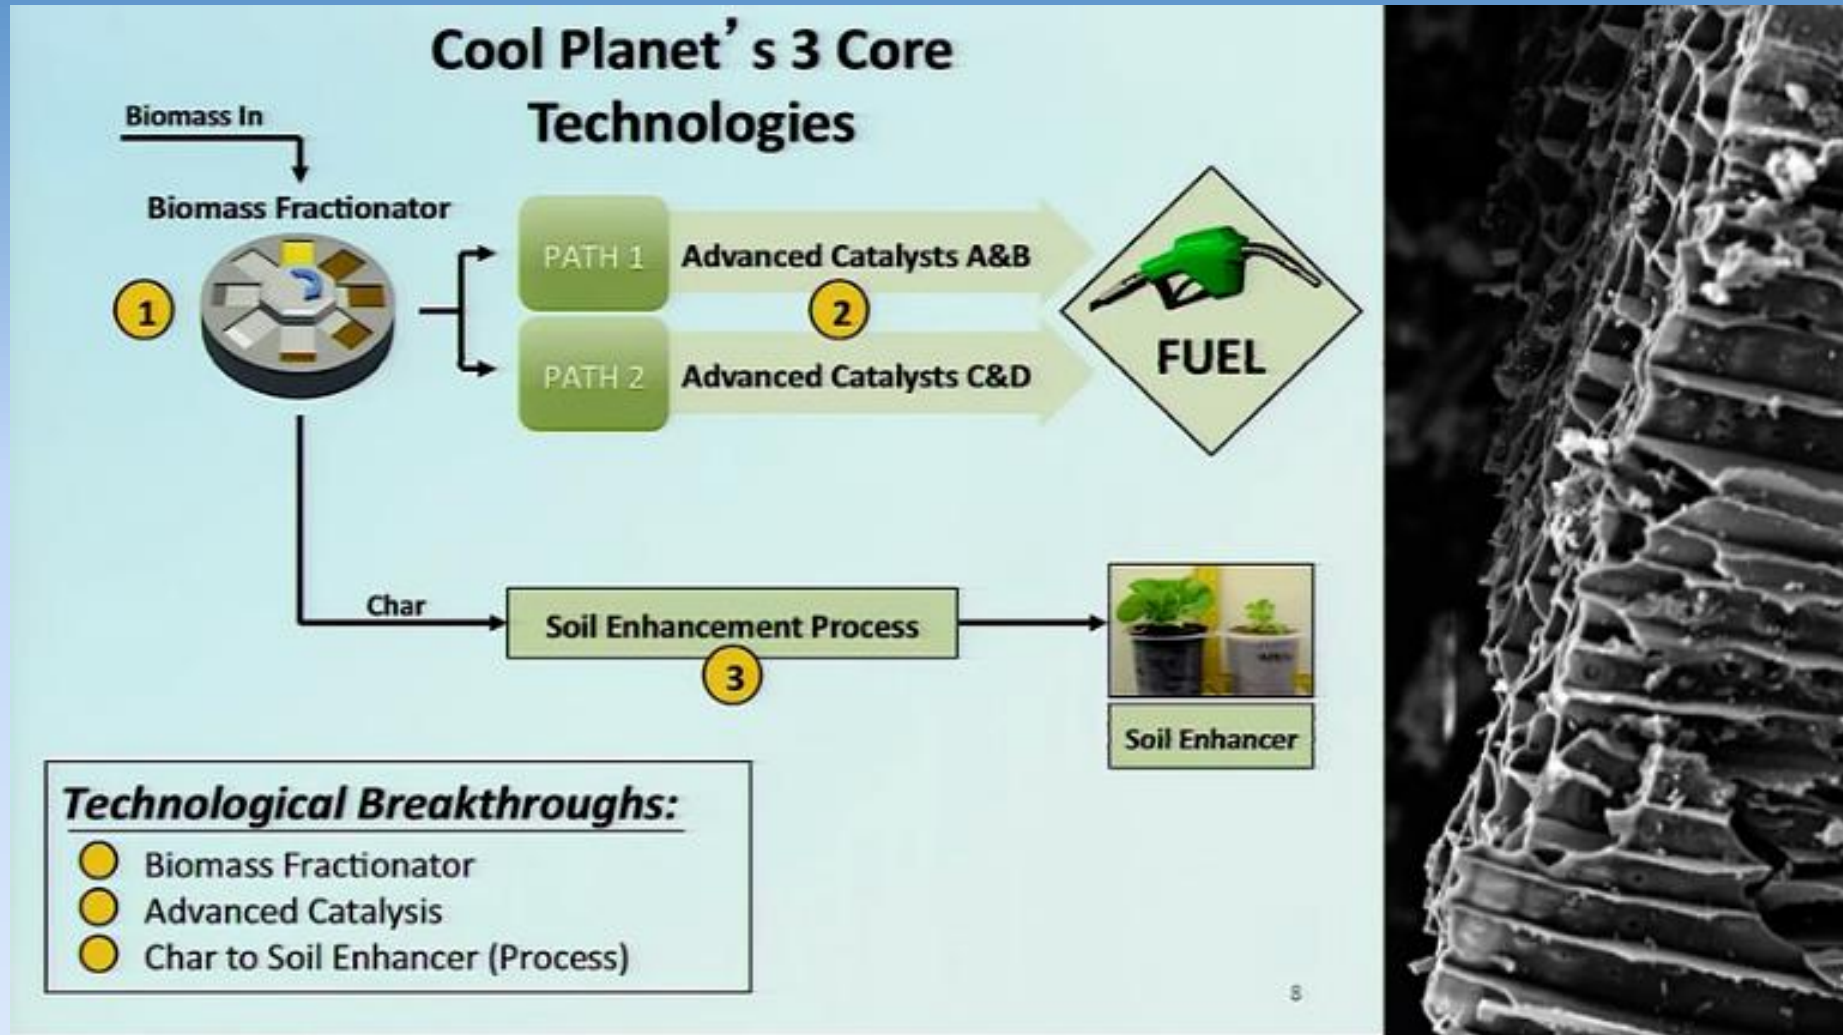 Cool Planet’s 3 Core
Technologies
Biomass In
Biomass Fractionator
1
PATH 1
Advanced Catalysts A&B
2
PATH 2
Advanced Catalysts C&D
FUEL
Char
Soil Enhancement Process
3
Soil Enhancer
Technological Breakthroughs:
Biomass Fractionator
Advanced Catalysis
Char to Soil Enhancer (Process)
8